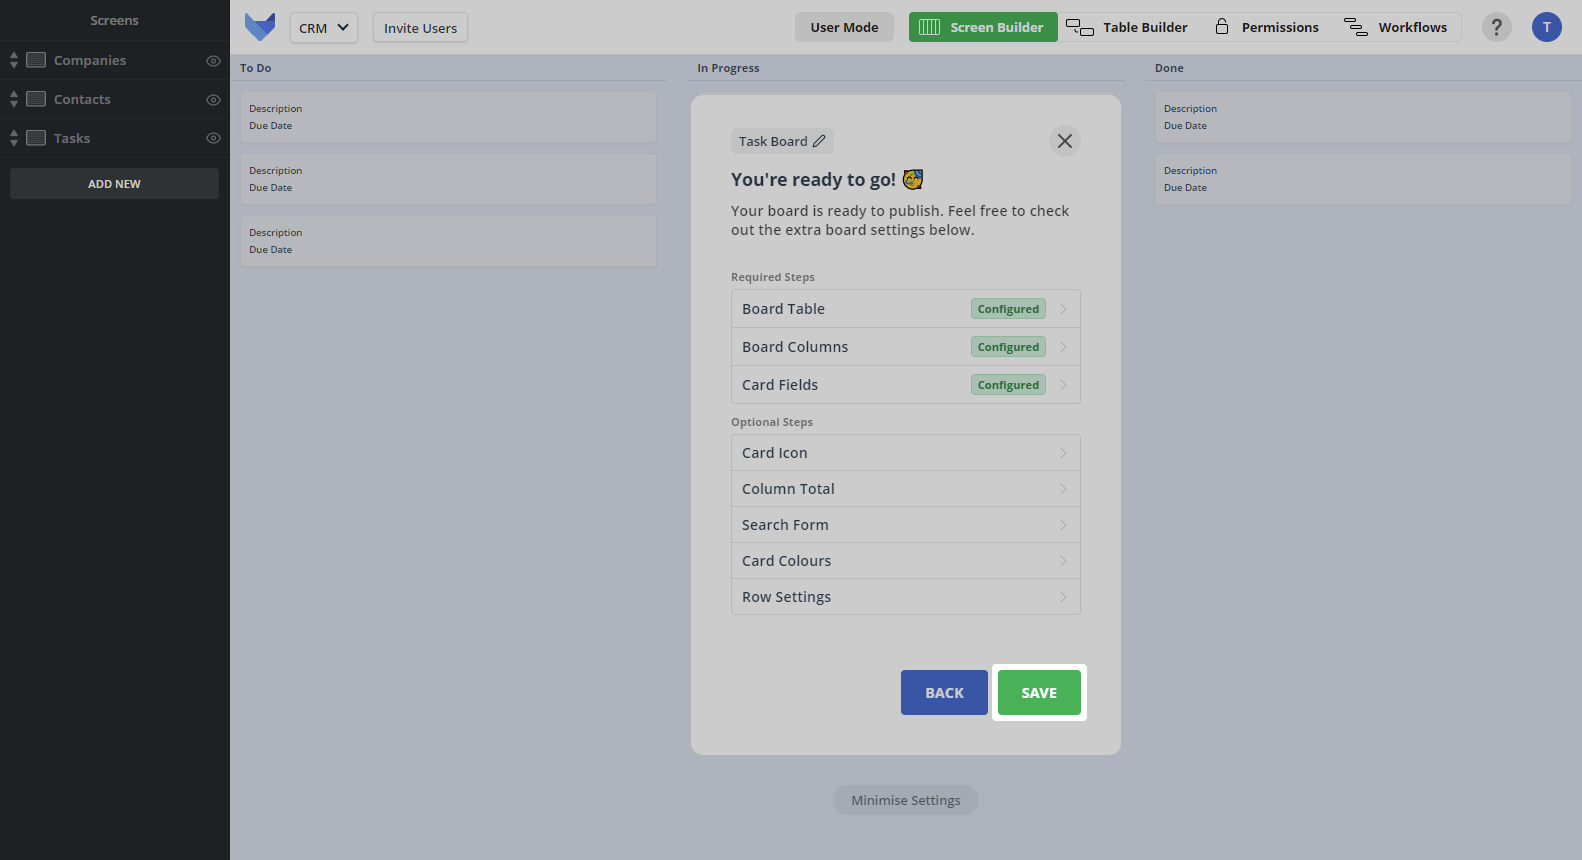 Screens
Companies
Contacts
Tasks
ADD NEW
CRM
Invite Users
User Mode
Screen Builder
Table Builder
Permissions
Workflows
?
T
To Do
Description
Due Date
Description
Due Date
Description
Due Date
In Progress
Done
Description
Due Date
Description
Due Date
Task Board
You're ready to go!
Your board is ready to publish. Feel free to check
out the extra board settings below.
Required Steps
Board Table Configured
Board Columns Configured
Card Fields Configured
Optional Steps
Card Icon
Column Total
Search Form
Card Colours
Row Settings
BACK
SAVE
Minimise Settings